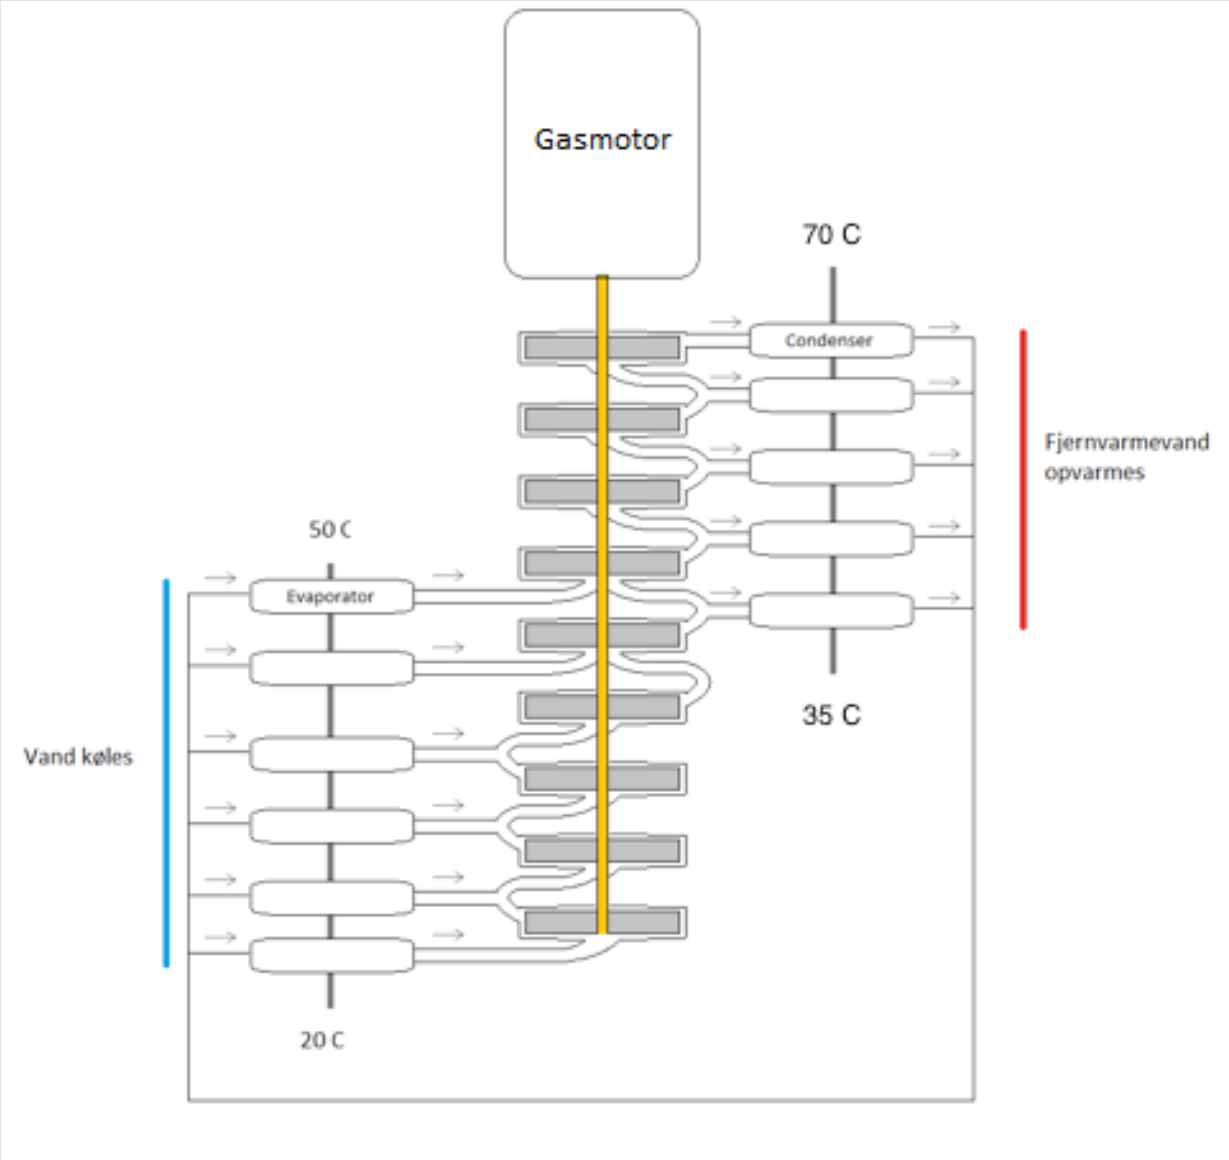 Gasmotor
70 C
Condenser
Fjernvarmevand
opvarmes
50 C
Evaporator
35 C
Vand køles
20 C